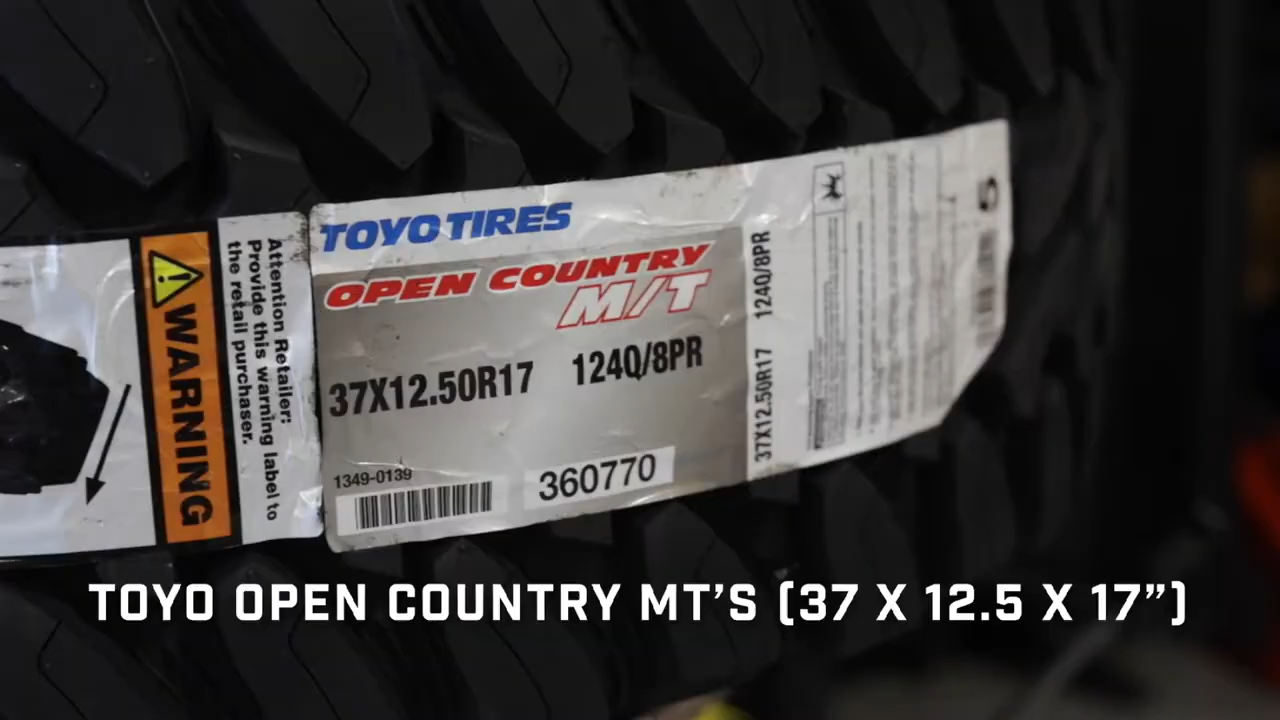 Attention Retailer:
Provide this warning label to
the retail purchaser.
WARNING
TOYO TIRES
OPEN COUNTRY
M/T
37X12.50R17 124Q/8PR
1349-0139
360770
37X12.50R17 124Q/8PR
5
TOYO OPEN COUNTRY MT’S (37 X 12.5 X 17”)